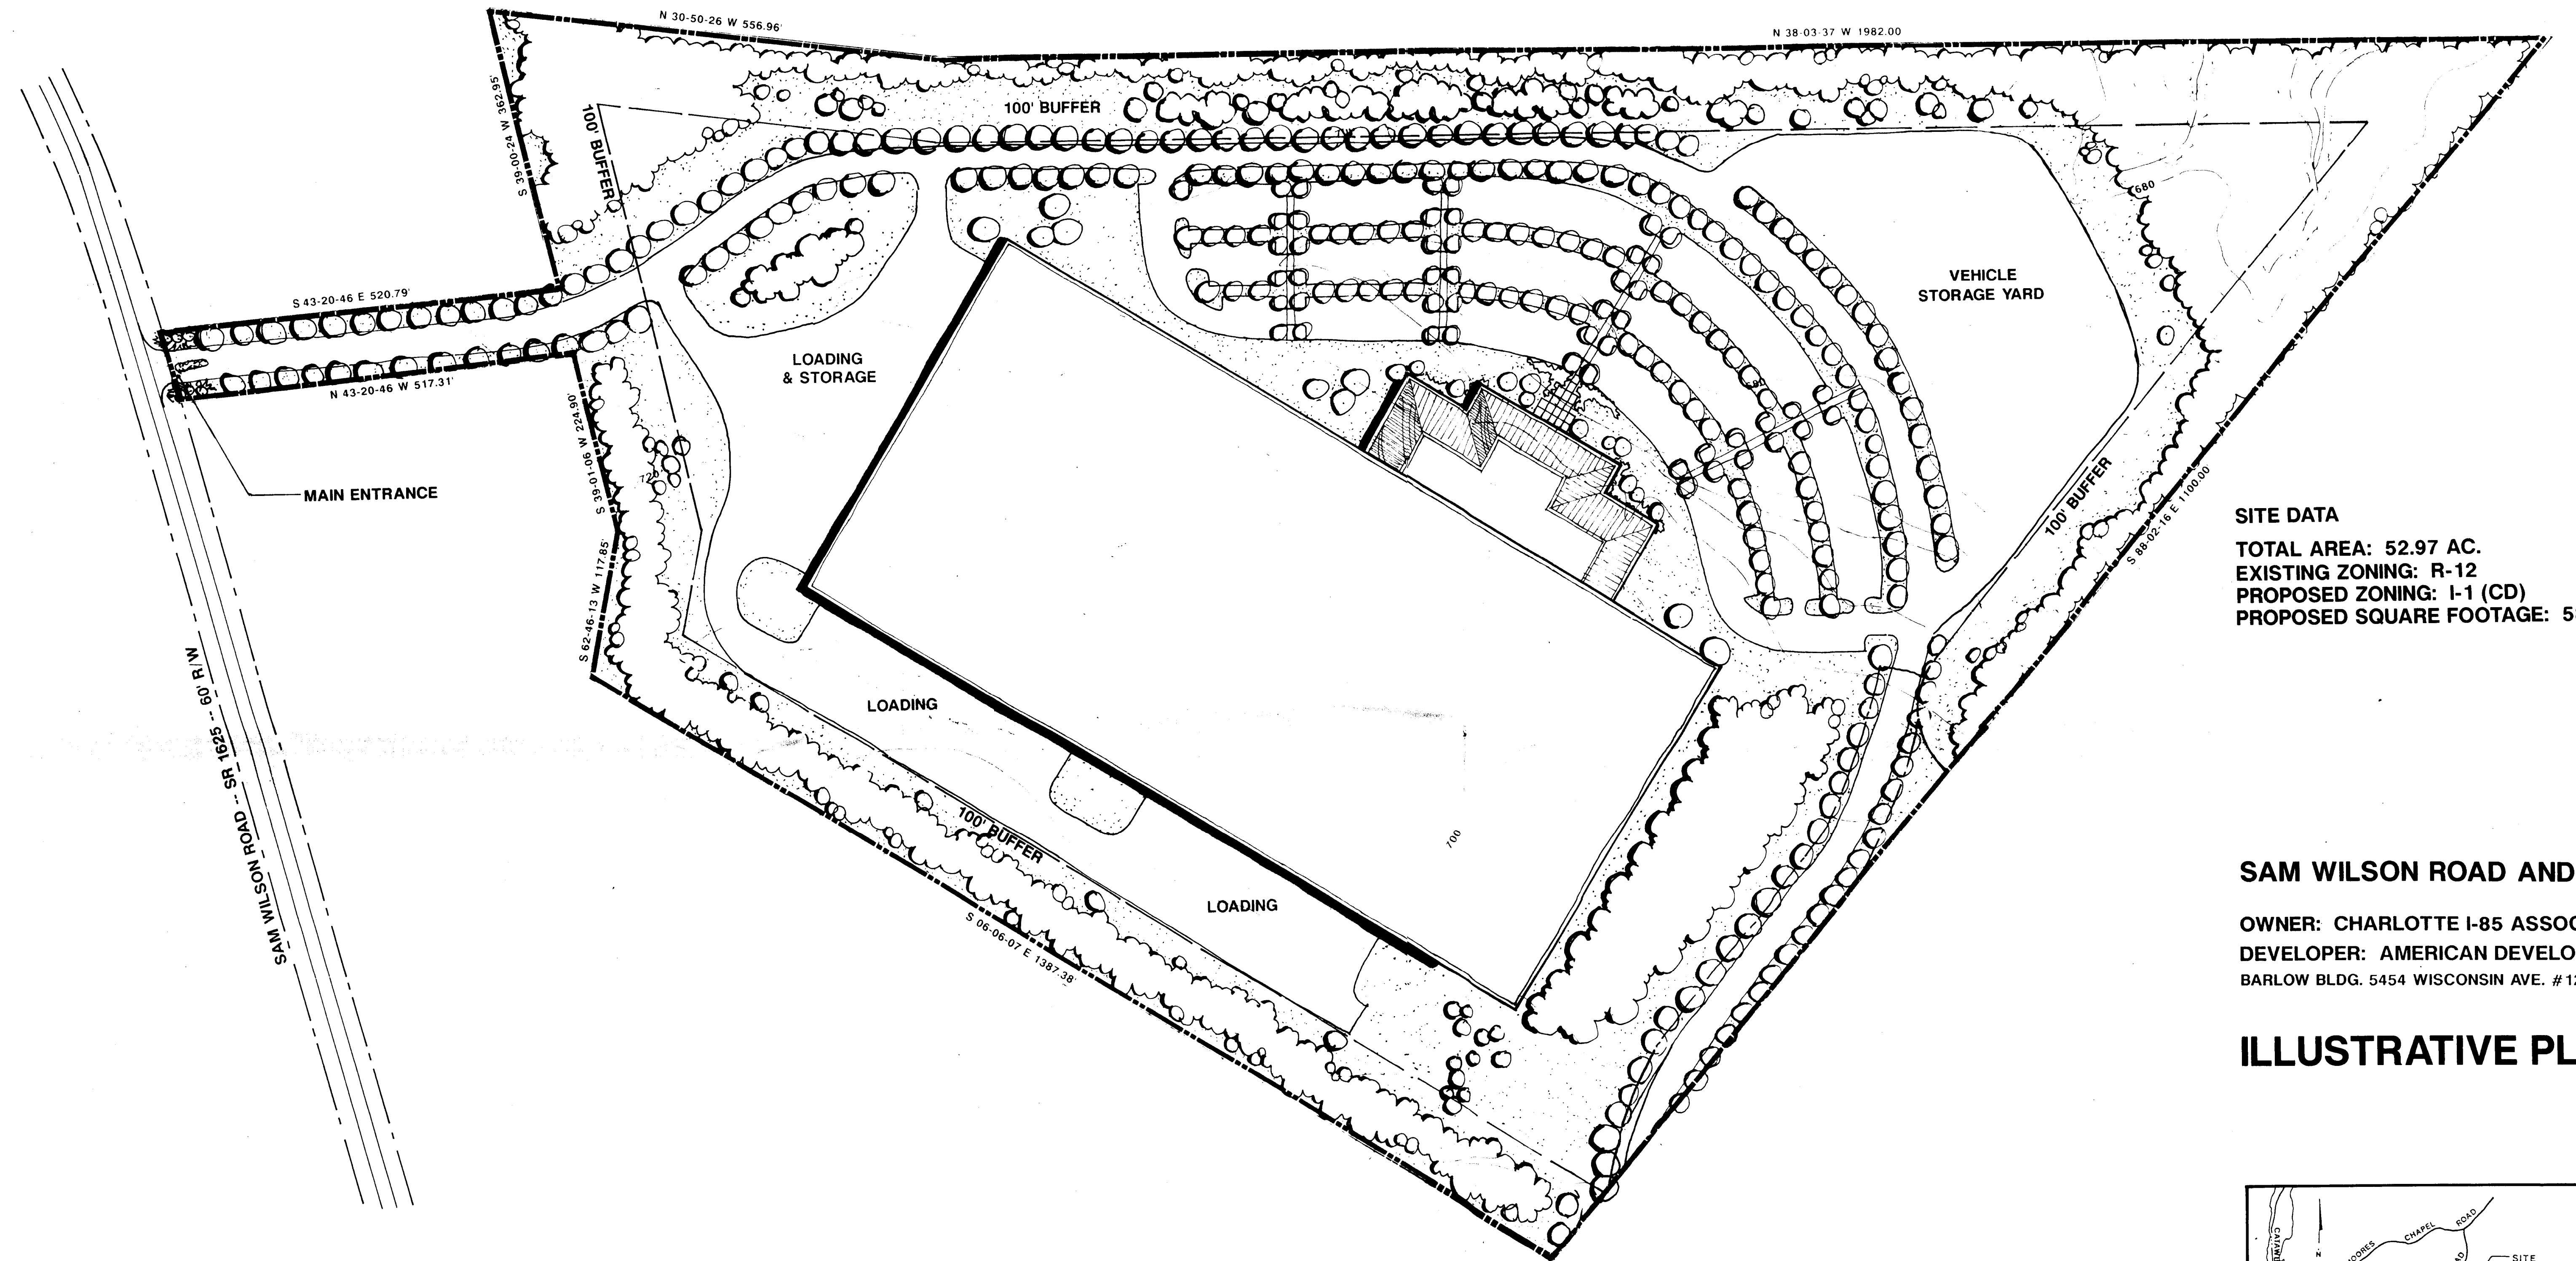 N 30-50-26 W 556.96'
N 38-03-37 W 1982.00
S 39-00-24 W 362.95'
100' BUFFER
100' BUFFER
680
VEHICLE
STORAGE YARD
S 43-20-46 E 520.79'
LOADING
& STORAGE
N 43-20-46 W 517.31'
S 39-01-06 W 224.90'
MAIN ENTRANCE
100' BUFFER
S 88-02-16 E 1100.00
S 62-46-13 W 117.85'
SAM WILSON ROAD -- SR 1625 -- 60' R/W
LOADING
100' BUFFER
700
LOADING
S 06-06-07 E 1387.38'
SITE DATA
TOTAL AREA: 52.97 AC.
EXISTING ZONING: R-12
PROPOSED ZONING: I-1 (CD)
PROPOSED SQUARE FOOTAGE: 5
SAM WILSON ROAD AND
OWNER: CHARLOTTE I-85 ASSOC
DEVELOPER: AMERICAN DEVELO
BARLOW BLDG. 5454 WISCONSIN AVE. #12
ILLUSTRATIVE PL
CATAW
N
OORES CHAPEL ROAD
SITE